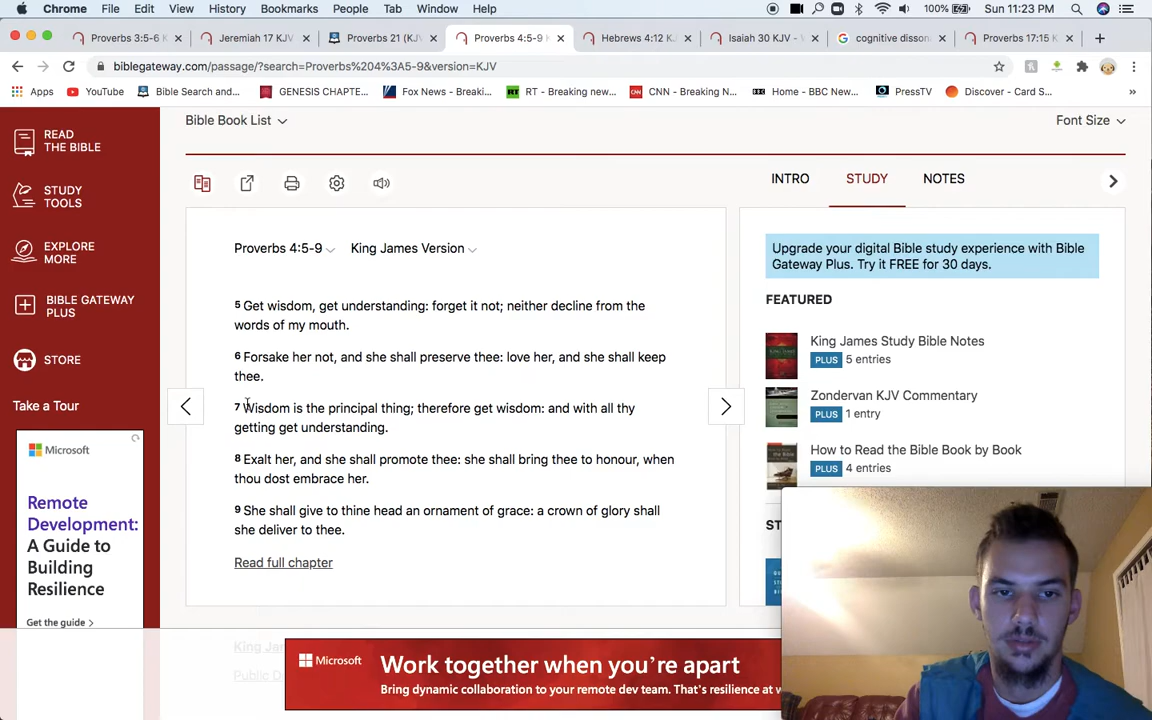 Chrome File Edit View History Bookmarks People Tab Window Help 100% Sun 11:23 PM
Proverbs 3:5-6 K Jeremiah 17 KJV Proverbs 21 (KJV Proverbs 4:5-9 Hebrews 4:12 KJ Isaiah 30 KJV - cognitive disson Proverbs 17:15 K
biblegateway.com/passage/?search=Proverbs%204%3A5-9&version=KJV
Apps YouTube Bible Search and... GENESIS CHAPTE... Fox News - Breaki... RT - Breaking new... CNN - Breaking N... Home - BBC New... PressTV Discover - Card S...
Bible Book List Font Size
READ
THE BIBLE
STUDY
TOOLS
EXPLORE
MORE
BIBLE GATEWAY
PLUS
STORE
Take a Tour
Microsoft
Remote
Development:
A Guide to
Building
Resilience
Get the guide >
INTRO STUDY NOTES
Proverbs 4:5-9 King James Version
5 Get wisdom, get understanding: forget it not; neither decline from the
words of my mouth.
6 Forsake her not, and she shall preserve thee: love her, and she shall keep
thee.
7 Wisdom is the principal thing; therefore get wisdom: and with all thy
getting get understanding.
8 Exalt her, and she shall promote thee: she shall bring thee to honour, when
thou dost embrace her.
9 She shall give to thine head an ornament of grace: a crown of glory shall
she deliver to thee.
Read full chapter
Upgrade your digital Bible study experience with Bible
Gateway Plus. Try it FREE for 30 days.
FEATURED
King James Study Bible Notes
PLUS 5 entries
Zondervan KJV Commentary
PLUS 1 entry
How to Read the Bible Book by Book
PLUS 4 entries
ST
King Ja
Public D
Microsoft
Work together when you're apart
Bring dynamic collaboration to your remote dev team. That's resilience at w